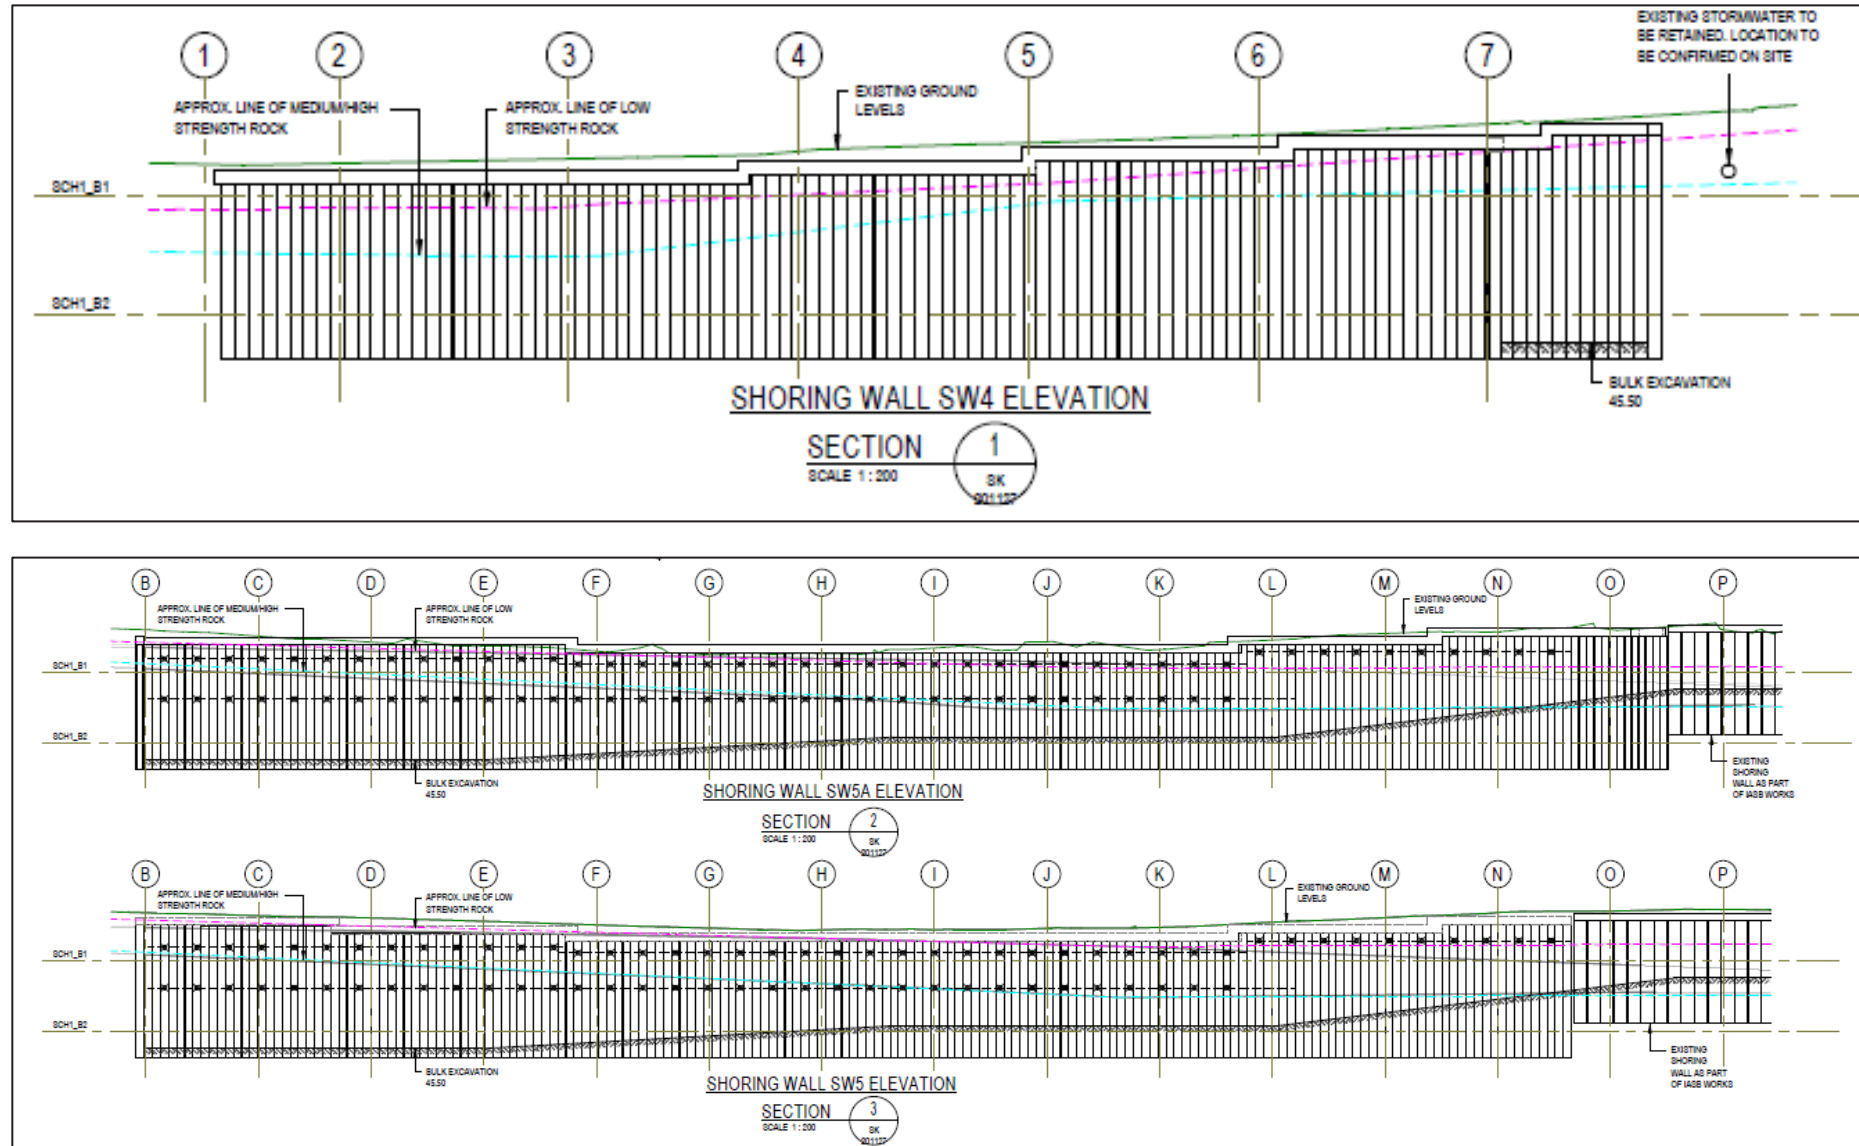 EXISTING STORMWATER TO
BE RETAINED. LOCATION TO
BE CONFIRMED ON SITE
1 2 3 4 5 6 7
APPROX. LINE OF MEDIUM/HIGH
STRENGTH ROCK
APPROX. LINE OF LOW
STRENGTH ROCK
EXISTING GROUND
LEVELS
SCH1_B1
SCH1_B2
BULK EXCAVATION
45.50
SHORING WALL SW4 ELEVATION
SECTION
SCALE 1 : 200
1
SK
901127
B C D E F G H I J K L M N O P
APPROX. LINE OF MEDIUM/HIGH
STRENGTH ROCK
APPROX. LINE OF LOW
STRENGTH ROCK
EXISTING GROUND
LEVELS
SCH1_B1
SCH1_B2
BULK EXCAVATION
45.50
EXISTING
SHORING
WALL AS PART
OF IASB WORKS
SHORING WALL SW5A ELEVATION
SECTION
SCALE 1 : 200
2
SK
901127
B C D E F G H I J K L M N O P
APPROX. LINE OF MEDIUM/HIGH
STRENGTH ROCK
APPROX. LINE OF LOW
STRENGTH ROCK
EXISTING GROUND
LEVELS
SCH1_B1
SCH1_B2
BULK EXCAVATION
45.50
EXISTING
SHORING
WALL AS PART
OF IASB WORKS
SHORING WALL SW5 ELEVATION
SECTION
SCALE 1 : 200
3
SK
901127